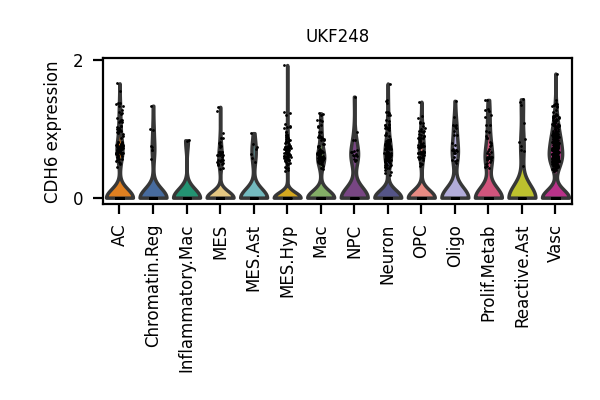 UKF248
CDH6 expression
2
0
AC
Chromatin.Reg
Inflammatory.Mac
MES
MES.Ast
MES.Hyp
Mac
NPC
Neuron
OPC
Oligo
Prolif.Metab
Reactive.Ast
Vasc